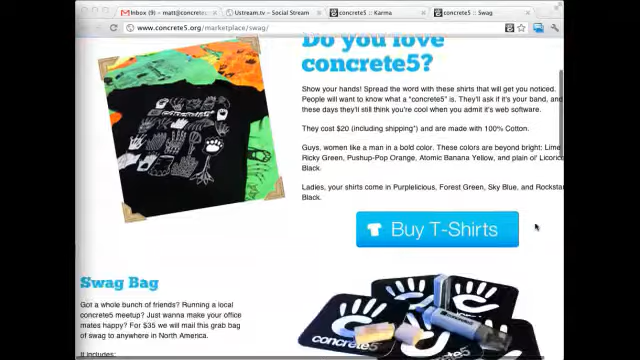 Inbox (9) - matt@concrete
Ustream.tv - Social Stream
concrete5 :: Karma
concrete5 :: Swag
www.concrete5.org/marketplace/swag/
Do you love
concrete5?
Show your hands! Spread the word with these shirts that will get you noticed.
People will want to know what a "concrete5" is. They'll ask if it's your band, and
these days they'll still think you're cool when you admit it's web software.
They cost $20 (including shipping*) and are made with 100% Cotton.
Guys, women like a man in a bold color. These colors are beyond bright: Lime
Ricky Green, Pushup-Pop Orange, Atomic Banana Yellow, and plain ol' Licorice
Black.
Ladies, your shirts come in Purplelicious, Forest Green, Sky Blue, and Rockstar
Black.
Buy T-Shirts
Swag Bag
Got a whole bunch of friends? Running a local
concrete5 meetup? Just wanna make your office
mates happy? For $35 we will mail this grab bag
of swag to anywhere in North America.
It includes:
concrete5